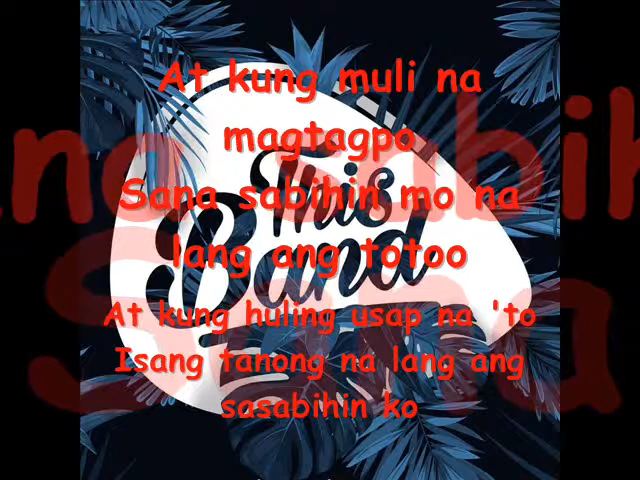 At kung muli na
magtagpo
Sana sabihin mo na
lang ang totoo
At kung huling usap na 'to
Isang tanong na lang ang
sasabihin ko
This
Band